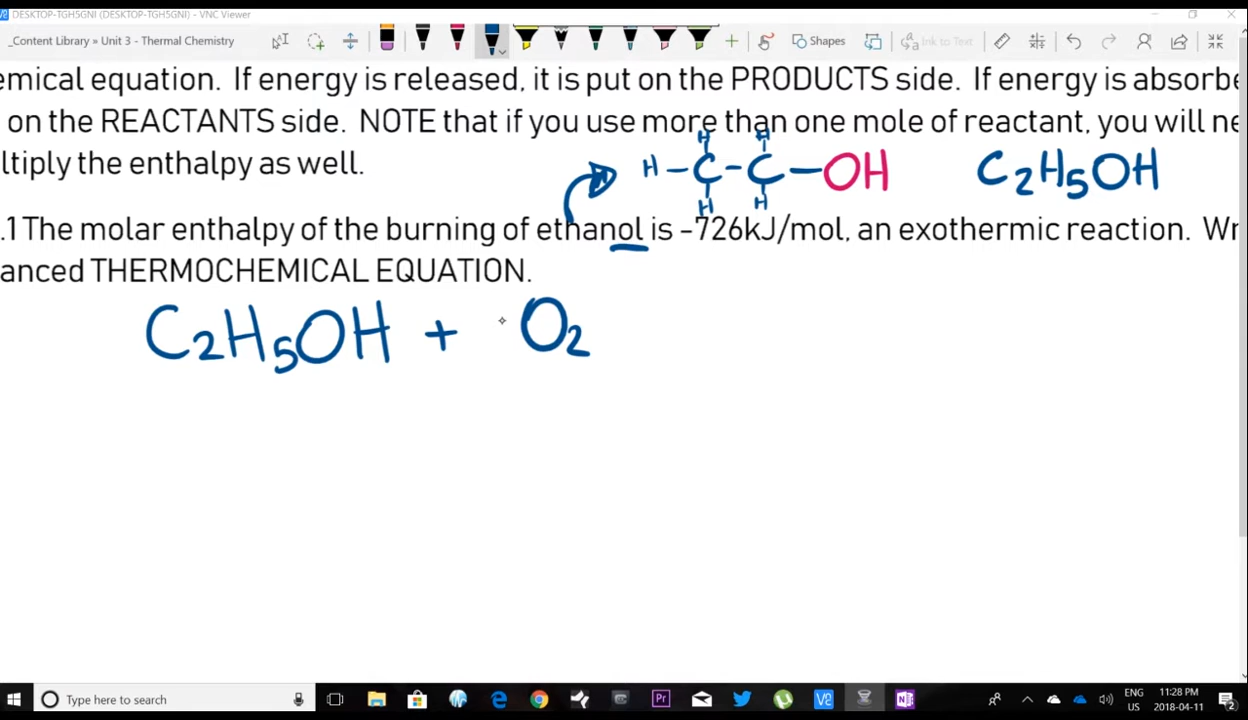 DESKTOP-TGH5GNI (DESKTOP-TGH5GNI) - VNC Viewer
_Content Library » Unit 3 - Thermal Chemistry
Shapes
Ink to Text
emical equation. If energy is released, it is put on the PRODUCTS side. If energy is absorbe
on the REACTANTS side. NOTE that if you use more than one mole of reactant, you will ne
ltiply the enthalpy as well.
H H
H - C - C - OH C₂H₅OH
H H
.1 The molar enthalpy of the burning of ethanol is -726kJ/mol, an exothermic reaction. Wr
anced THERMOCHEMICAL EQUATION.
C₂H₅OH + O₂
Type here to search
ENG 11:28 PM
US 2018-04-11